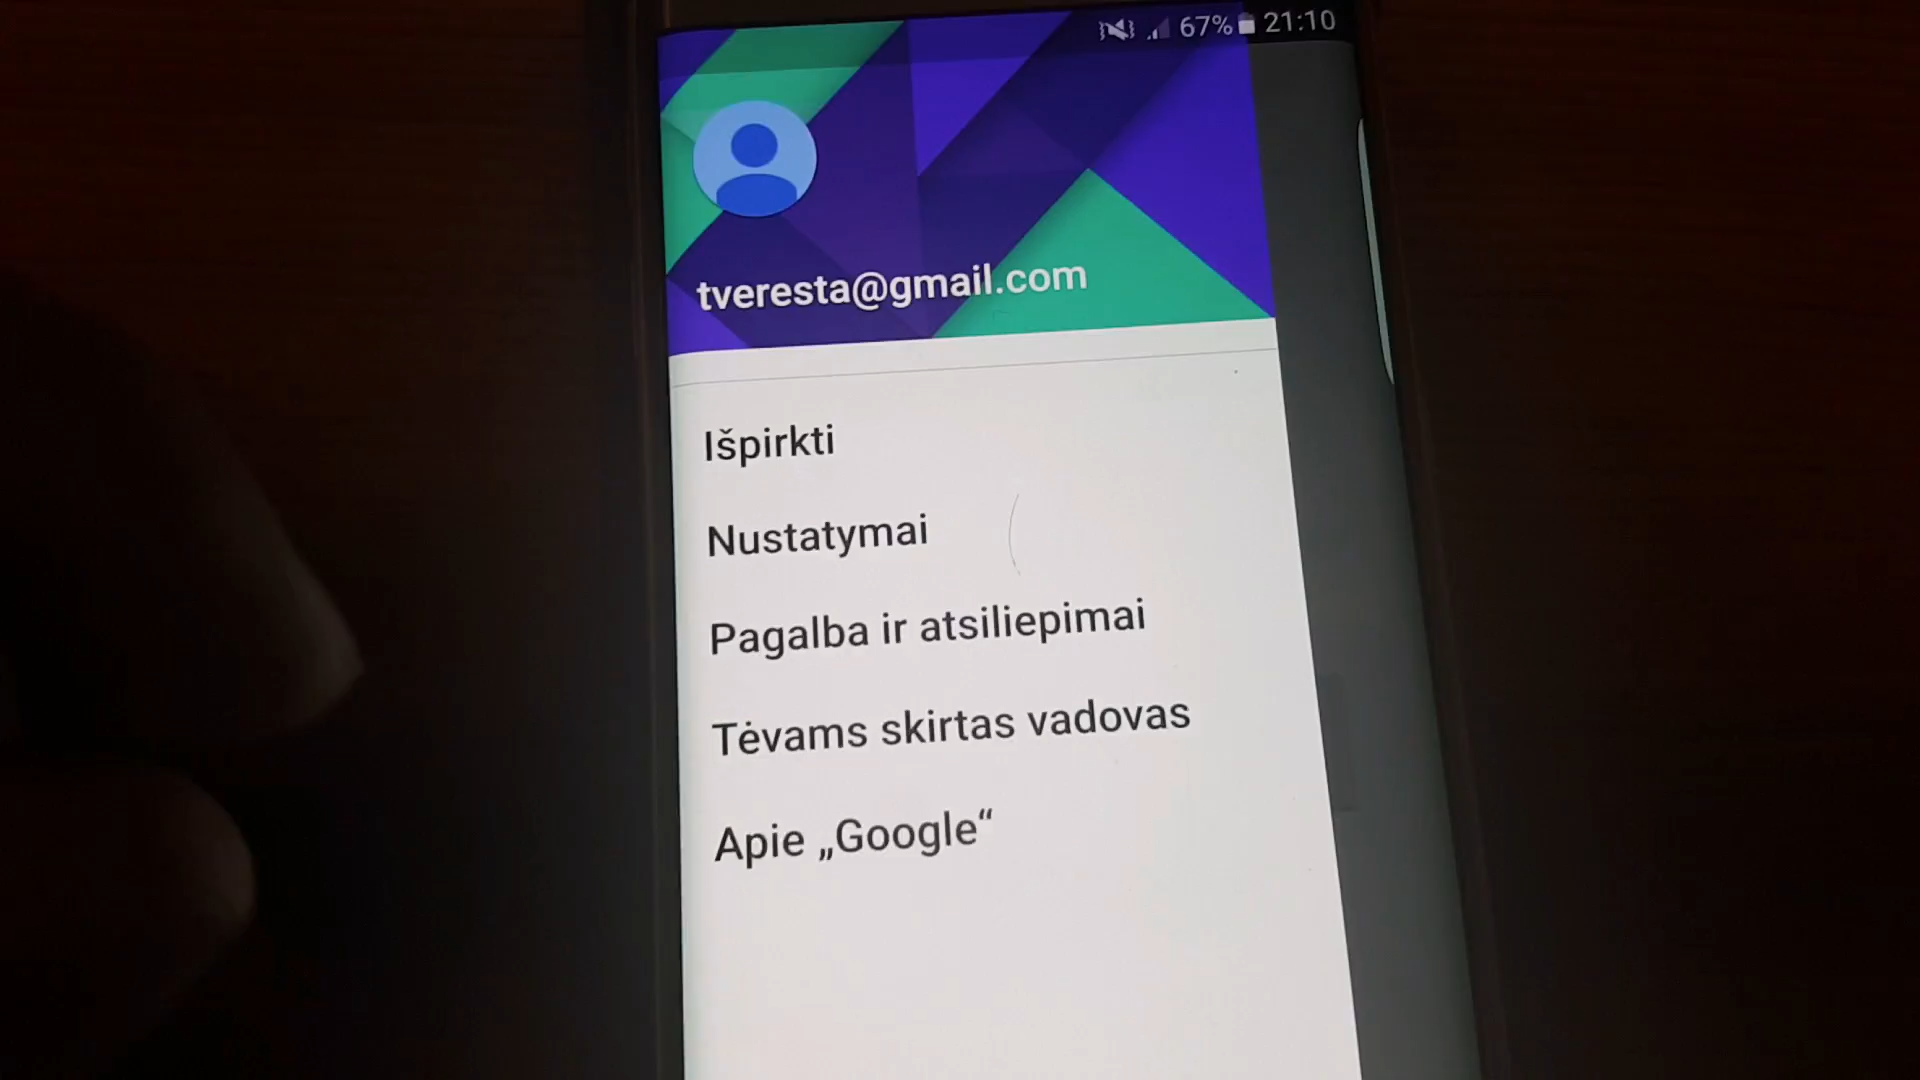 67% 21:10
tveresta@gmail.com
Išpirkti
Nustatymai
Pagalba ir atsiliepimai
Tėvams skirtas vadovas
Apie „Google“